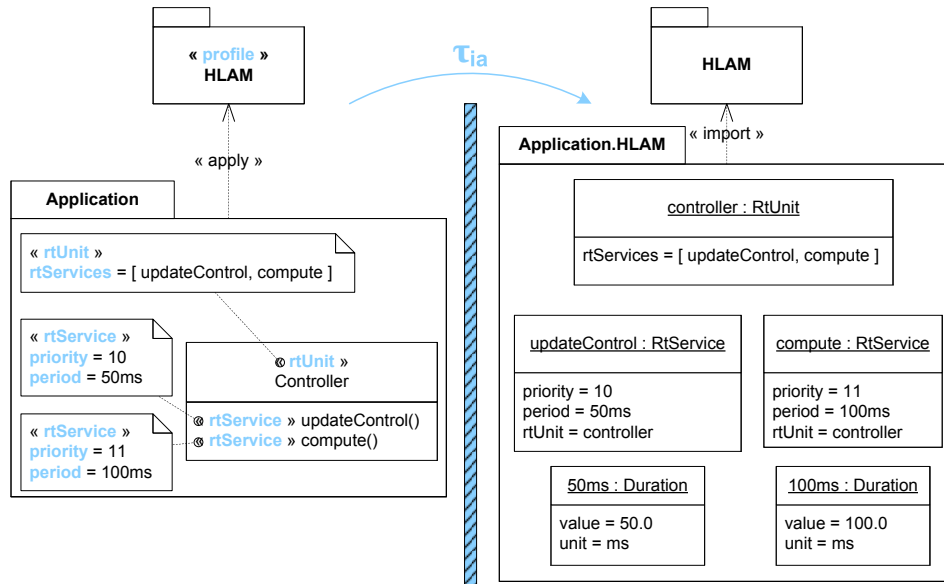 « profile »
HLAM
τia
HLAM
« apply »
« import »
Application
« rtUnit »
rtServices = [ updateControl, compute ]
« rtService »
priority = 10
period = 50ms
« rtService »
priority = 11
period = 100ms
« rtUnit »
Controller
« rtService » updateControl()
« rtService » compute()
Application.HLAM
controller : RtUnit
rtServices = [ updateControl, compute ]
updateControl : RtService
priority = 10
period = 50ms
rtUnit = controller
compute : RtService
priority = 11
period = 100ms
rtUnit = controller
50ms : Duration
value = 50.0
unit = ms
100ms : Duration
value = 100.0
unit = ms